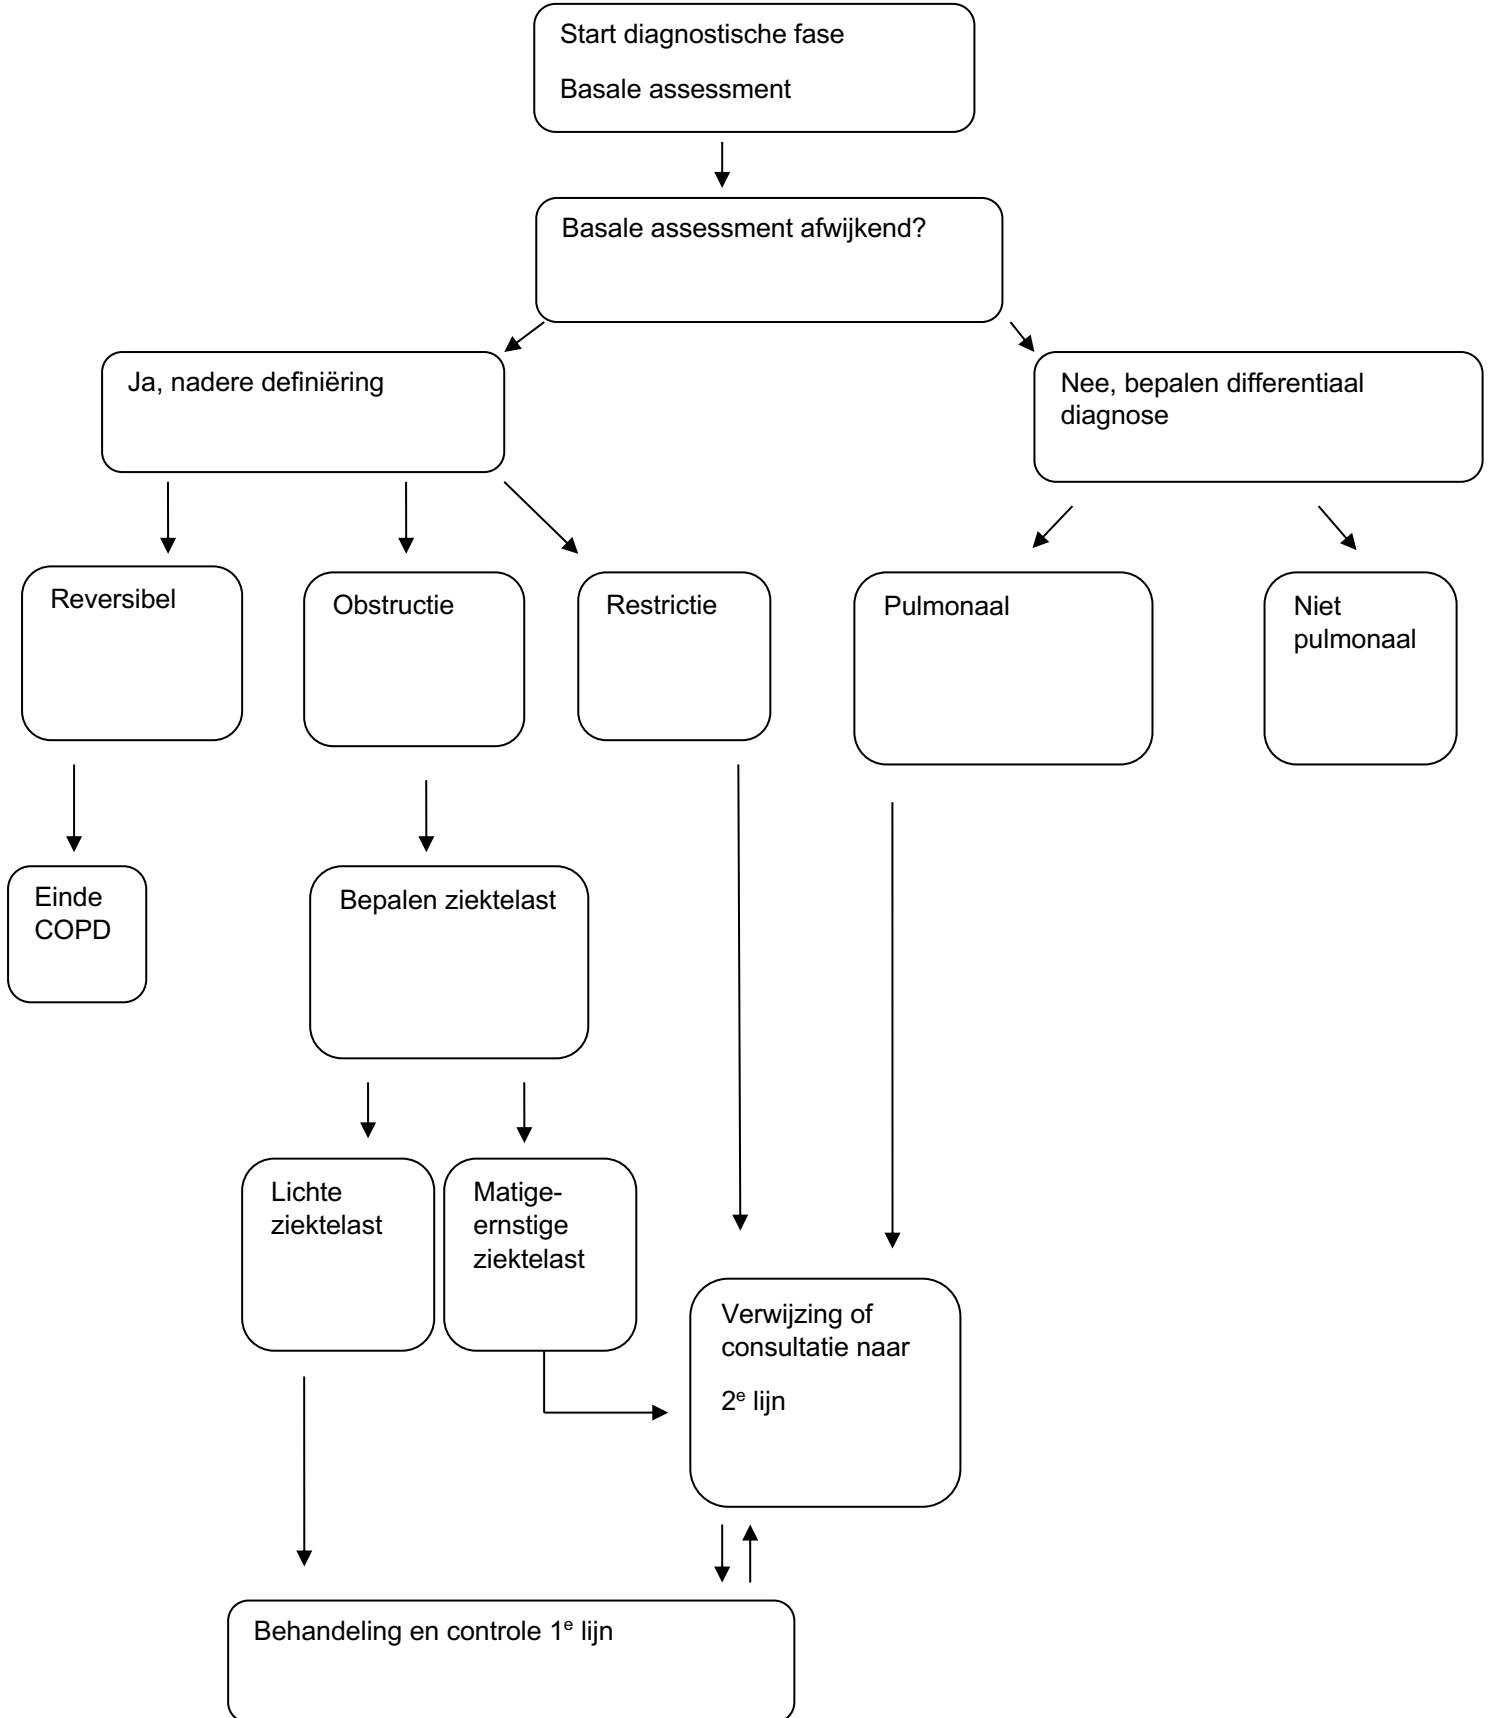 Start diagnostische fase
Basale assessment
Basale assessment afwijkend?
Ja, nadere definiëring
Nee, bepalen differentiaal
diagnose
Reversibel
Obstructie
Restrictie
Pulmonaal
Niet
pulmonaal
Einde
COPD
Bepalen ziektelast
Lichte
ziektelast
Matige-
ernstige
ziektelast
Verwijzing of
consultatie naar
2ᵉ lijn
Behandeling en controle 1ᵉ lijn